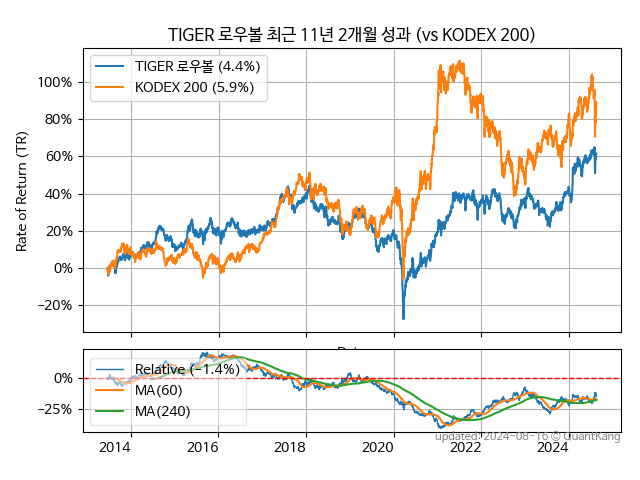 TIGER 로우볼 최근 11년 2개월 성과 (vs KODEX 200)
TIGER 로우볼 (4.4%)
KODEX 200 (5.9%)
Rate of Return (TR)
100%
80%
60%
40%
20%
0%
−20%
Relative (−1.4%)
MA(60)
MA(240)
0%
−25%
2014 2016 2018 2020 2022 2024
updated: 2024-08-16 © QuantKang